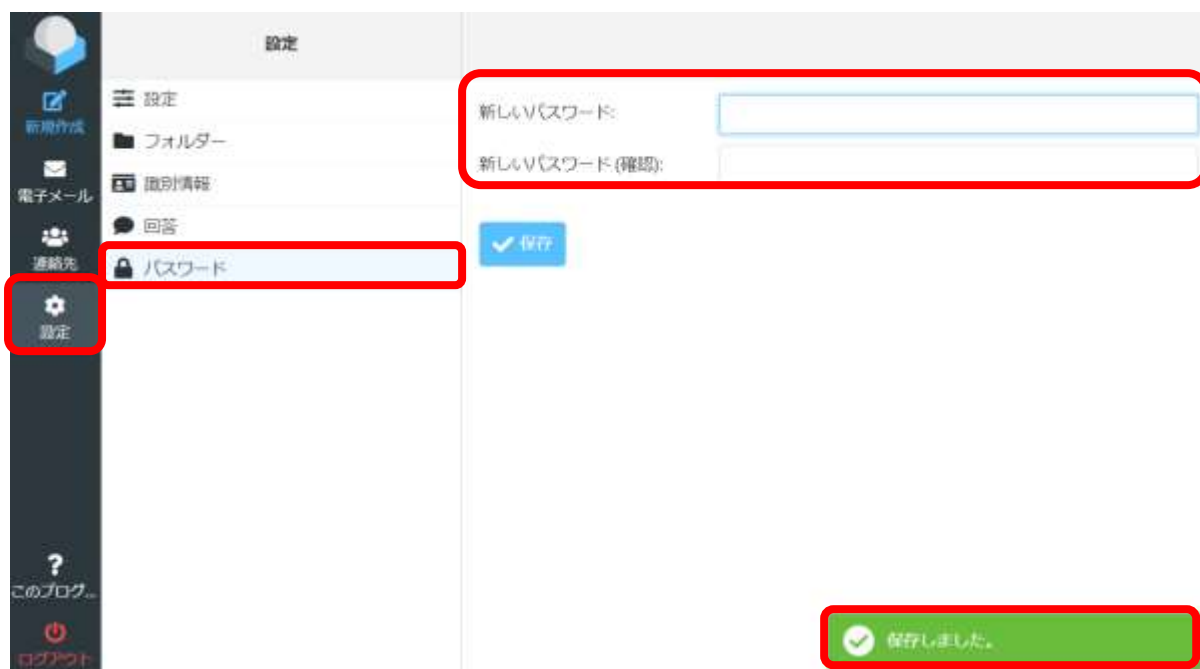 設定
新規作成
電子メール
連絡先
設定
このプログ...
ログアウト
設定
フォルダー
識別情報
回答
パスワード
新しいパスワード:
新しいパスワード (確認):
保存
保存しました。